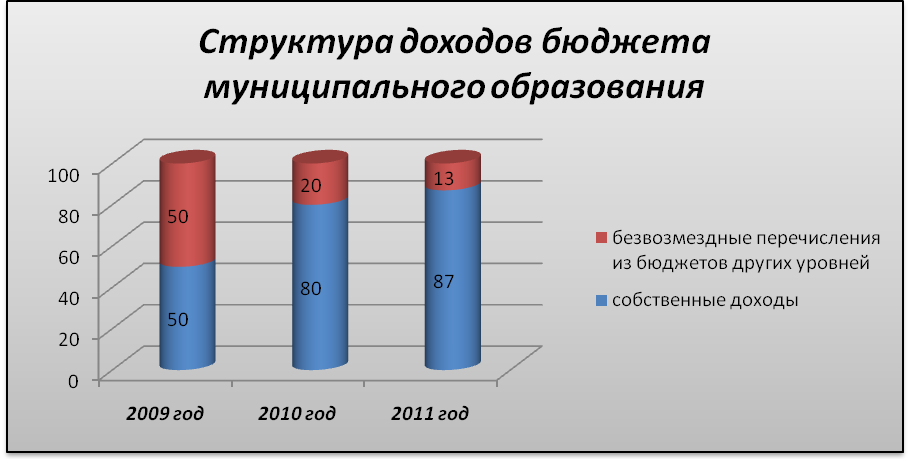 Структура доходов бюджета
муниципального образования
100
80
60
40
20
0
50
50
20
80
13
87
2009 год
2010 год
2011 год
безвозмездные перечисления
из бюджетов других уровней
собственные доходы